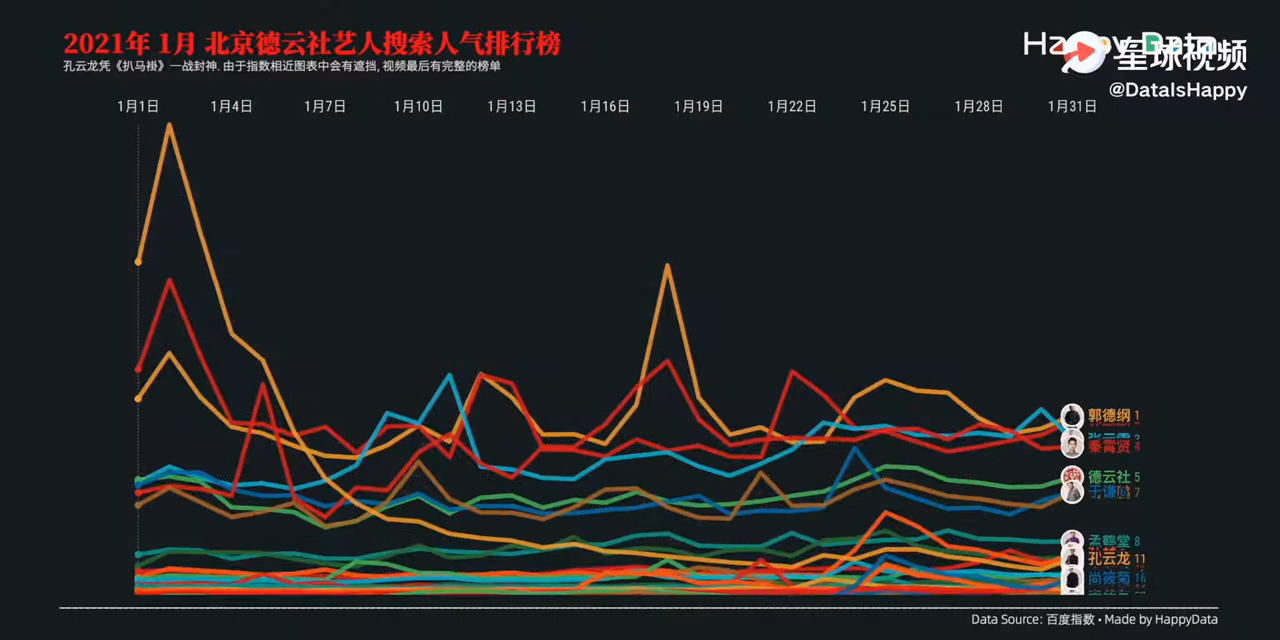 2021年 1月 北京德云社艺人搜索人气排行榜
孔云龙凭《扒马褂》一战封神. 由于指数相近图表中会有遮挡, 视频最后有完整的榜单
星球视频
@DataIsHappy
1月1日 1月4日 1月7日 1月10日 1月13日 1月16日 1月19日 1月22日 1月25日 1月28日 1月31日
郭德纲 1
秦霄贤 4
德云社 5
于谦 7
孟鹤堂 8
孔云龙 11
尚筱菊 16
Data Source: 百度指数 • Made by HappyData